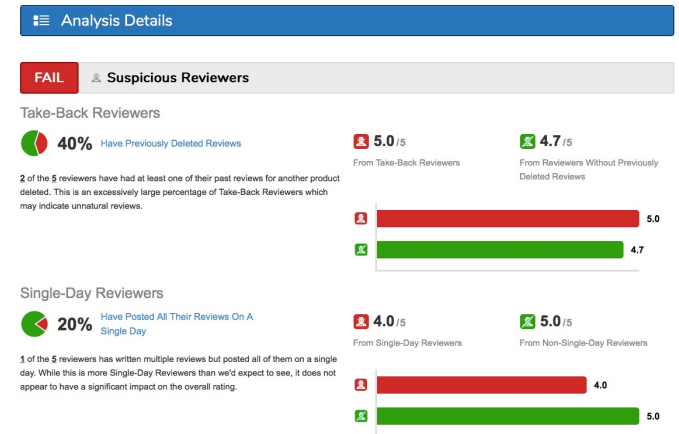 Analysis Details
FAIL
Suspicious Reviewers
Take-Back Reviewers
40% Have Previously Deleted Reviews
2 of the 5 reviewers have had at least one of their past reviews for another product
deleted. This is an excessively large percentage of Take-Back Reviewers which
may indicate unnatural reviews.
5.0/5
From Take-Back Reviewers
4.7/5
From Reviewers Without Previously
Deleted Reviews
5.0
4.7
Single-Day Reviewers
20% Have Posted All Their Reviews On A
Single Day
1 of the 5 reviewers has written multiple reviews but posted all of them on a single
day. While this is more Single-Day Reviewers than we'd expect to see, it does not
appear to have a significant impact on the overall rating.
4.0/5
From Single-Day Reviewers
5.0/5
From Non-Single-Day Reviewers
4.0
5.0